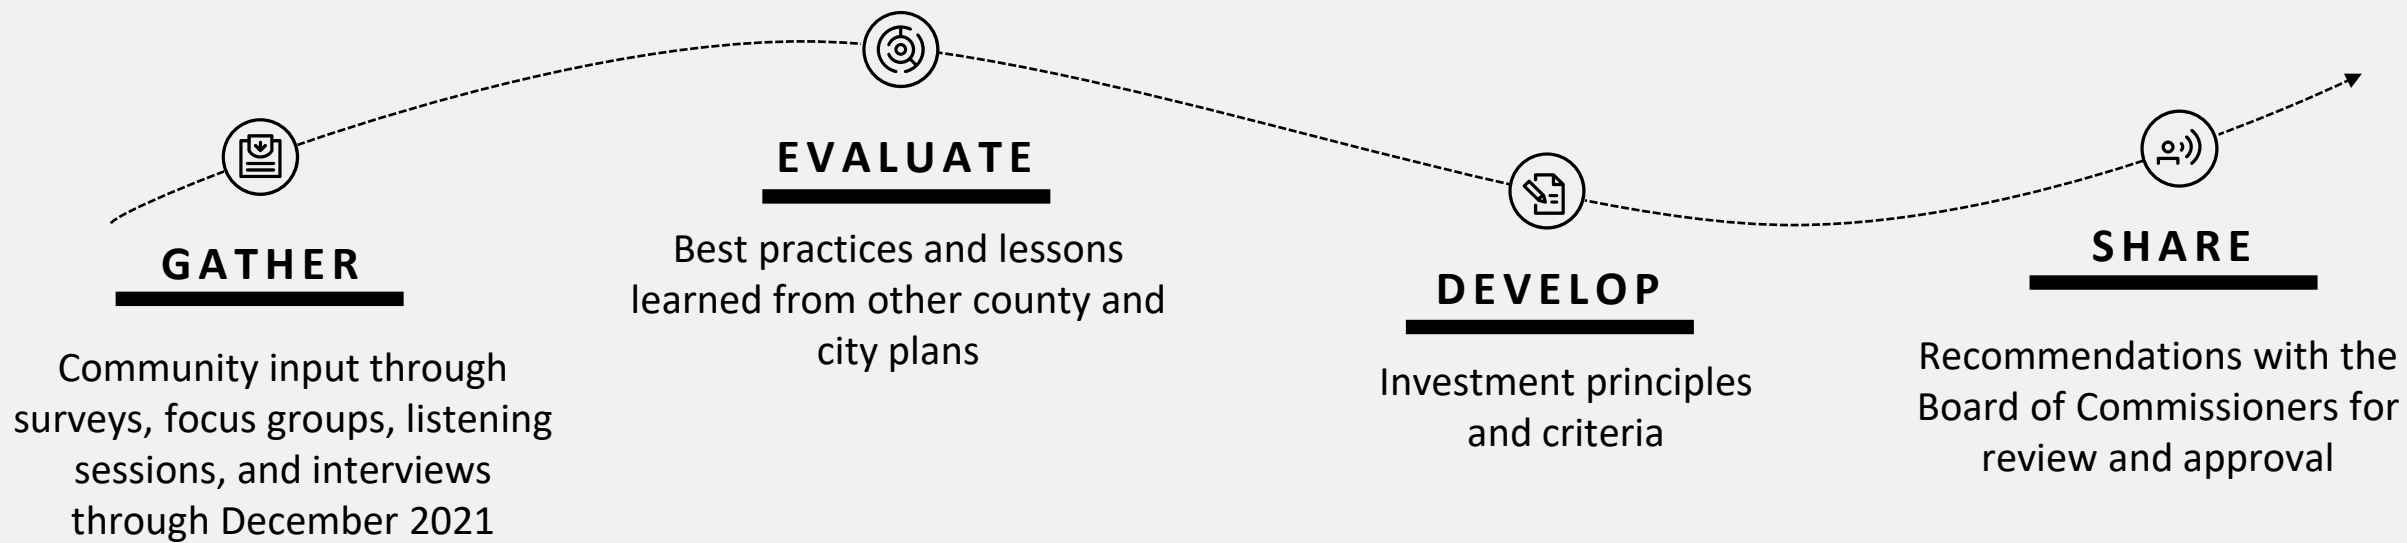 GATHER
Community input through
surveys, focus groups, listening
sessions, and interviews
through December 2021
EVALUATE
Best practices and lessons
learned from other county and
city plans
DEVELOP
Investment principles
and criteria
SHARE
Recommendations with the
Board of Commissioners for
review and approval